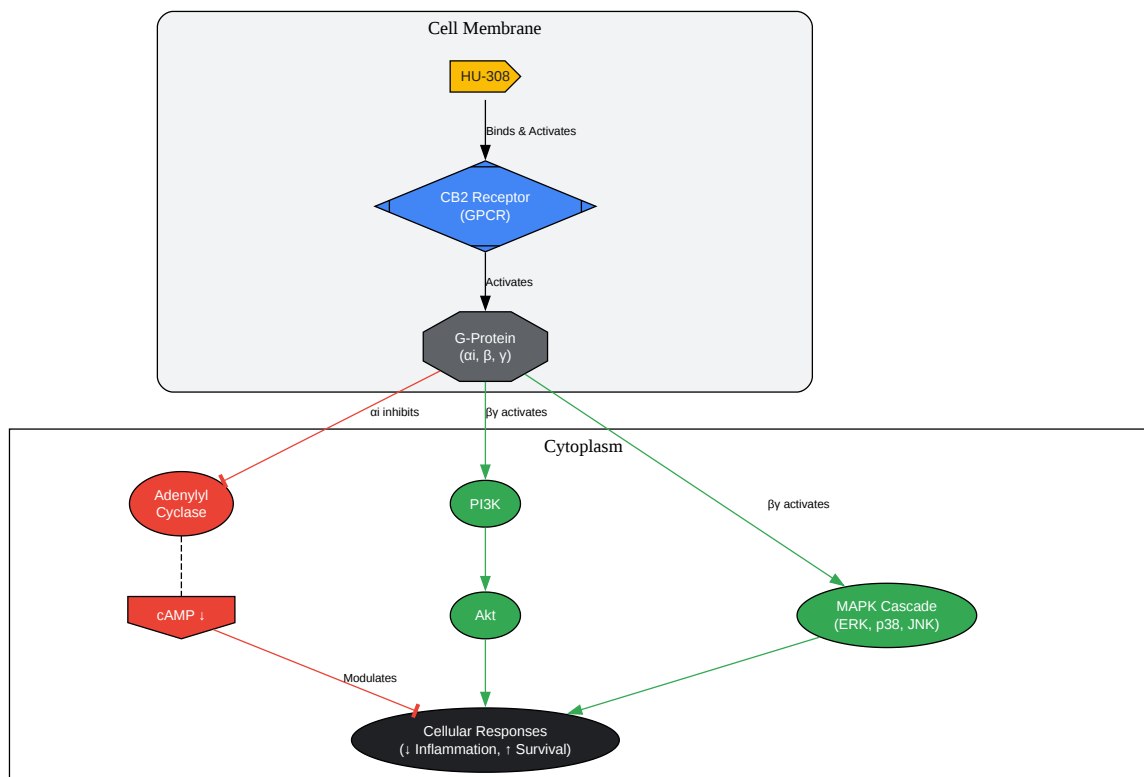 Cell Membrane
HU-308
Binds & Activates
CB2 Receptor
(GPCR)
Activates
G-Protein
(αi, β, γ)
αi inhibits
βγ activates
Cytoplasm
Adenylyl
Cyclase
PI3K
βγ activates
cAMP ↓
Akt
MAPK Cascade
(ERK, p38, JNK)
Modulates
Cellular Responses
(↓ Inflammation, ↑ Survival)